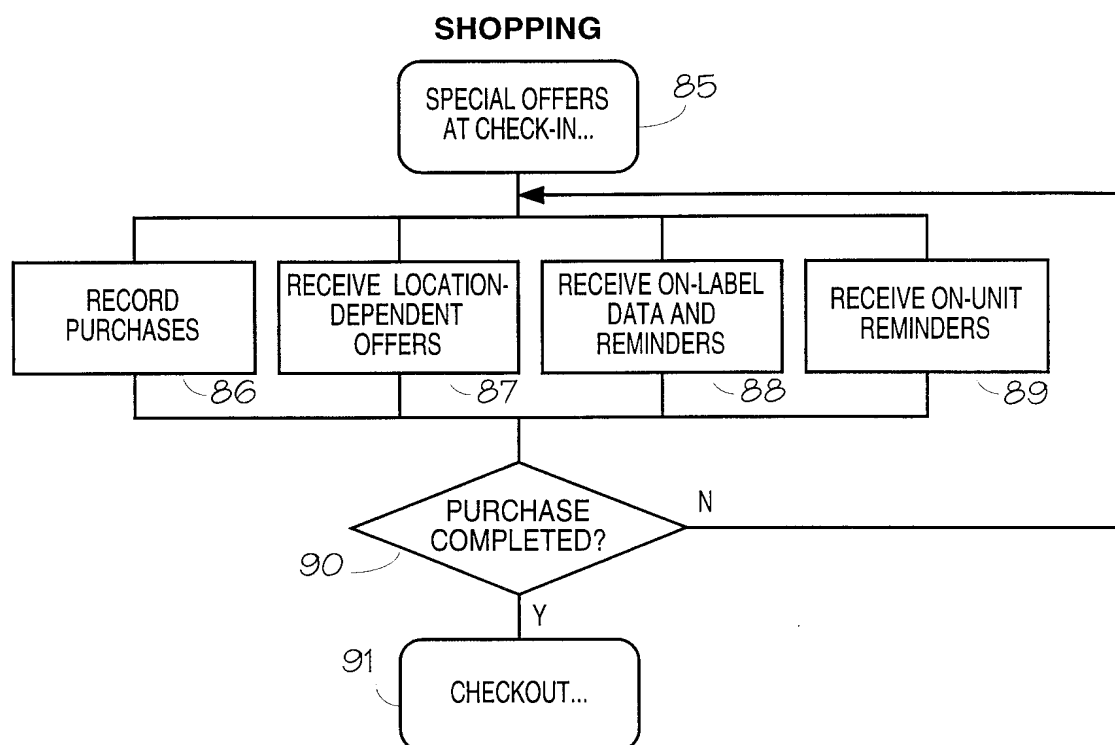 SHOPPING
SPECIAL OFFERS
AT CHECK-IN...
85
RECORD
PURCHASES
86
RECEIVE LOCATION-
DEPENDENT
OFFERS
87
RECEIVE ON-LABEL
DATA AND
REMINDERS
88
RECEIVE ON-UNIT
REMINDERS
89
PURCHASE
COMPLETED?
90
N
Y
91
CHECKOUT...